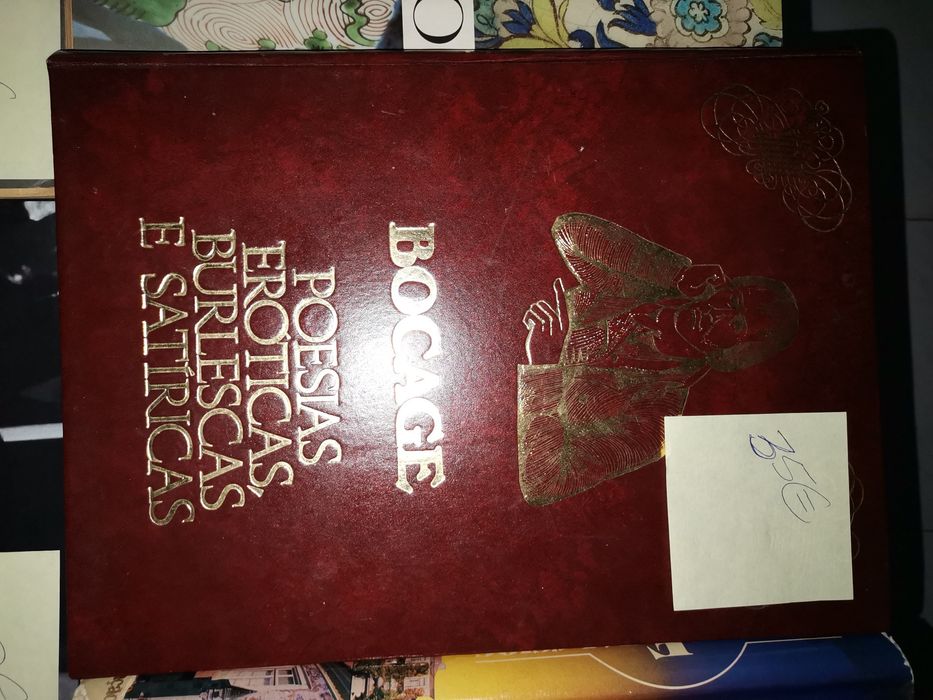 BOCAGE
POESIAS
ERÓTICAS,
BURLESCAS
E SATÍRICAS
35€
O